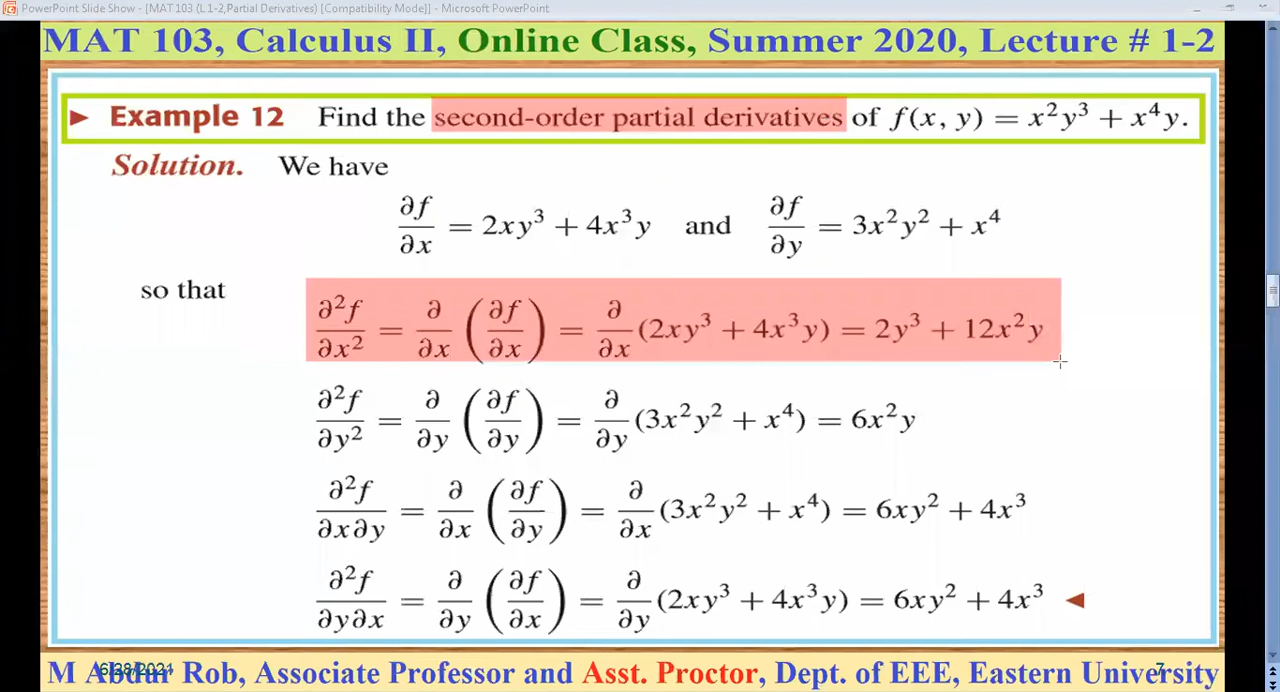 PowerPoint Slide Show - [MAT 103 (L 1-2,Partial Derivatives) [Compatibility Mode]] - Microsoft PowerPoint
MAT 103, Calculus II, Online Class, Summer 2020, Lecture # 1-2
► Example 12 Find the second-order partial derivatives of f(x, y) = x²y³ + x⁴y.
Solution. We have
∂f/∂x = 2xy³ + 4x³y and ∂f/∂y = 3x²y² + x⁴
so that
∂²f/∂x² = ∂/∂x (∂f/∂x) = ∂/∂x (2xy³ + 4x³y) = 2y³ + 12x²y
∂²f/∂y² = ∂/∂y (∂f/∂y) = ∂/∂y (3x²y² + x⁴) = 6x²y
∂²f/∂x∂y = ∂/∂x (∂f/∂y) = ∂/∂x (3x²y² + x⁴) = 6xy² + 4x³
∂²f/∂y∂x = ∂/∂y (∂f/∂x) = ∂/∂y (2xy³ + 4x³y) = 6xy² + 4x³ ◄
M Abdur Rob, Associate Professor and Asst. Proctor, Dept. of EEE, Eastern University
6/28/2021
7